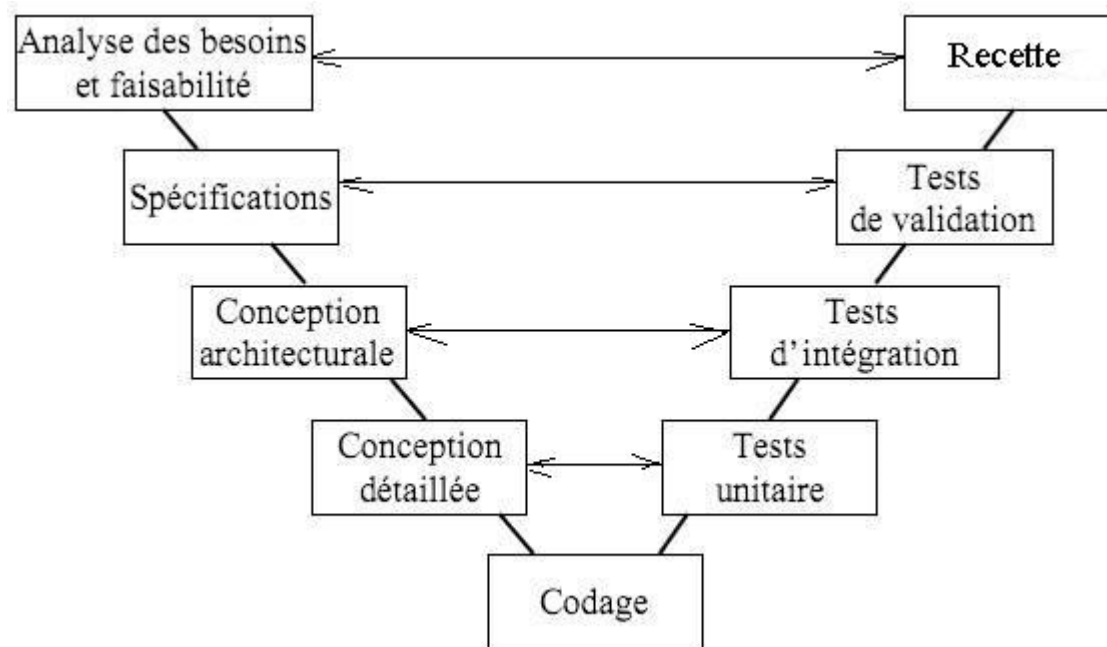 Analyse des besoins
et faisabilité
Recette
Spécifications
Tests
de validation
Conception
architecturale
Tests
d'intégration
Conception
détaillée
Tests
unitaire
Codage